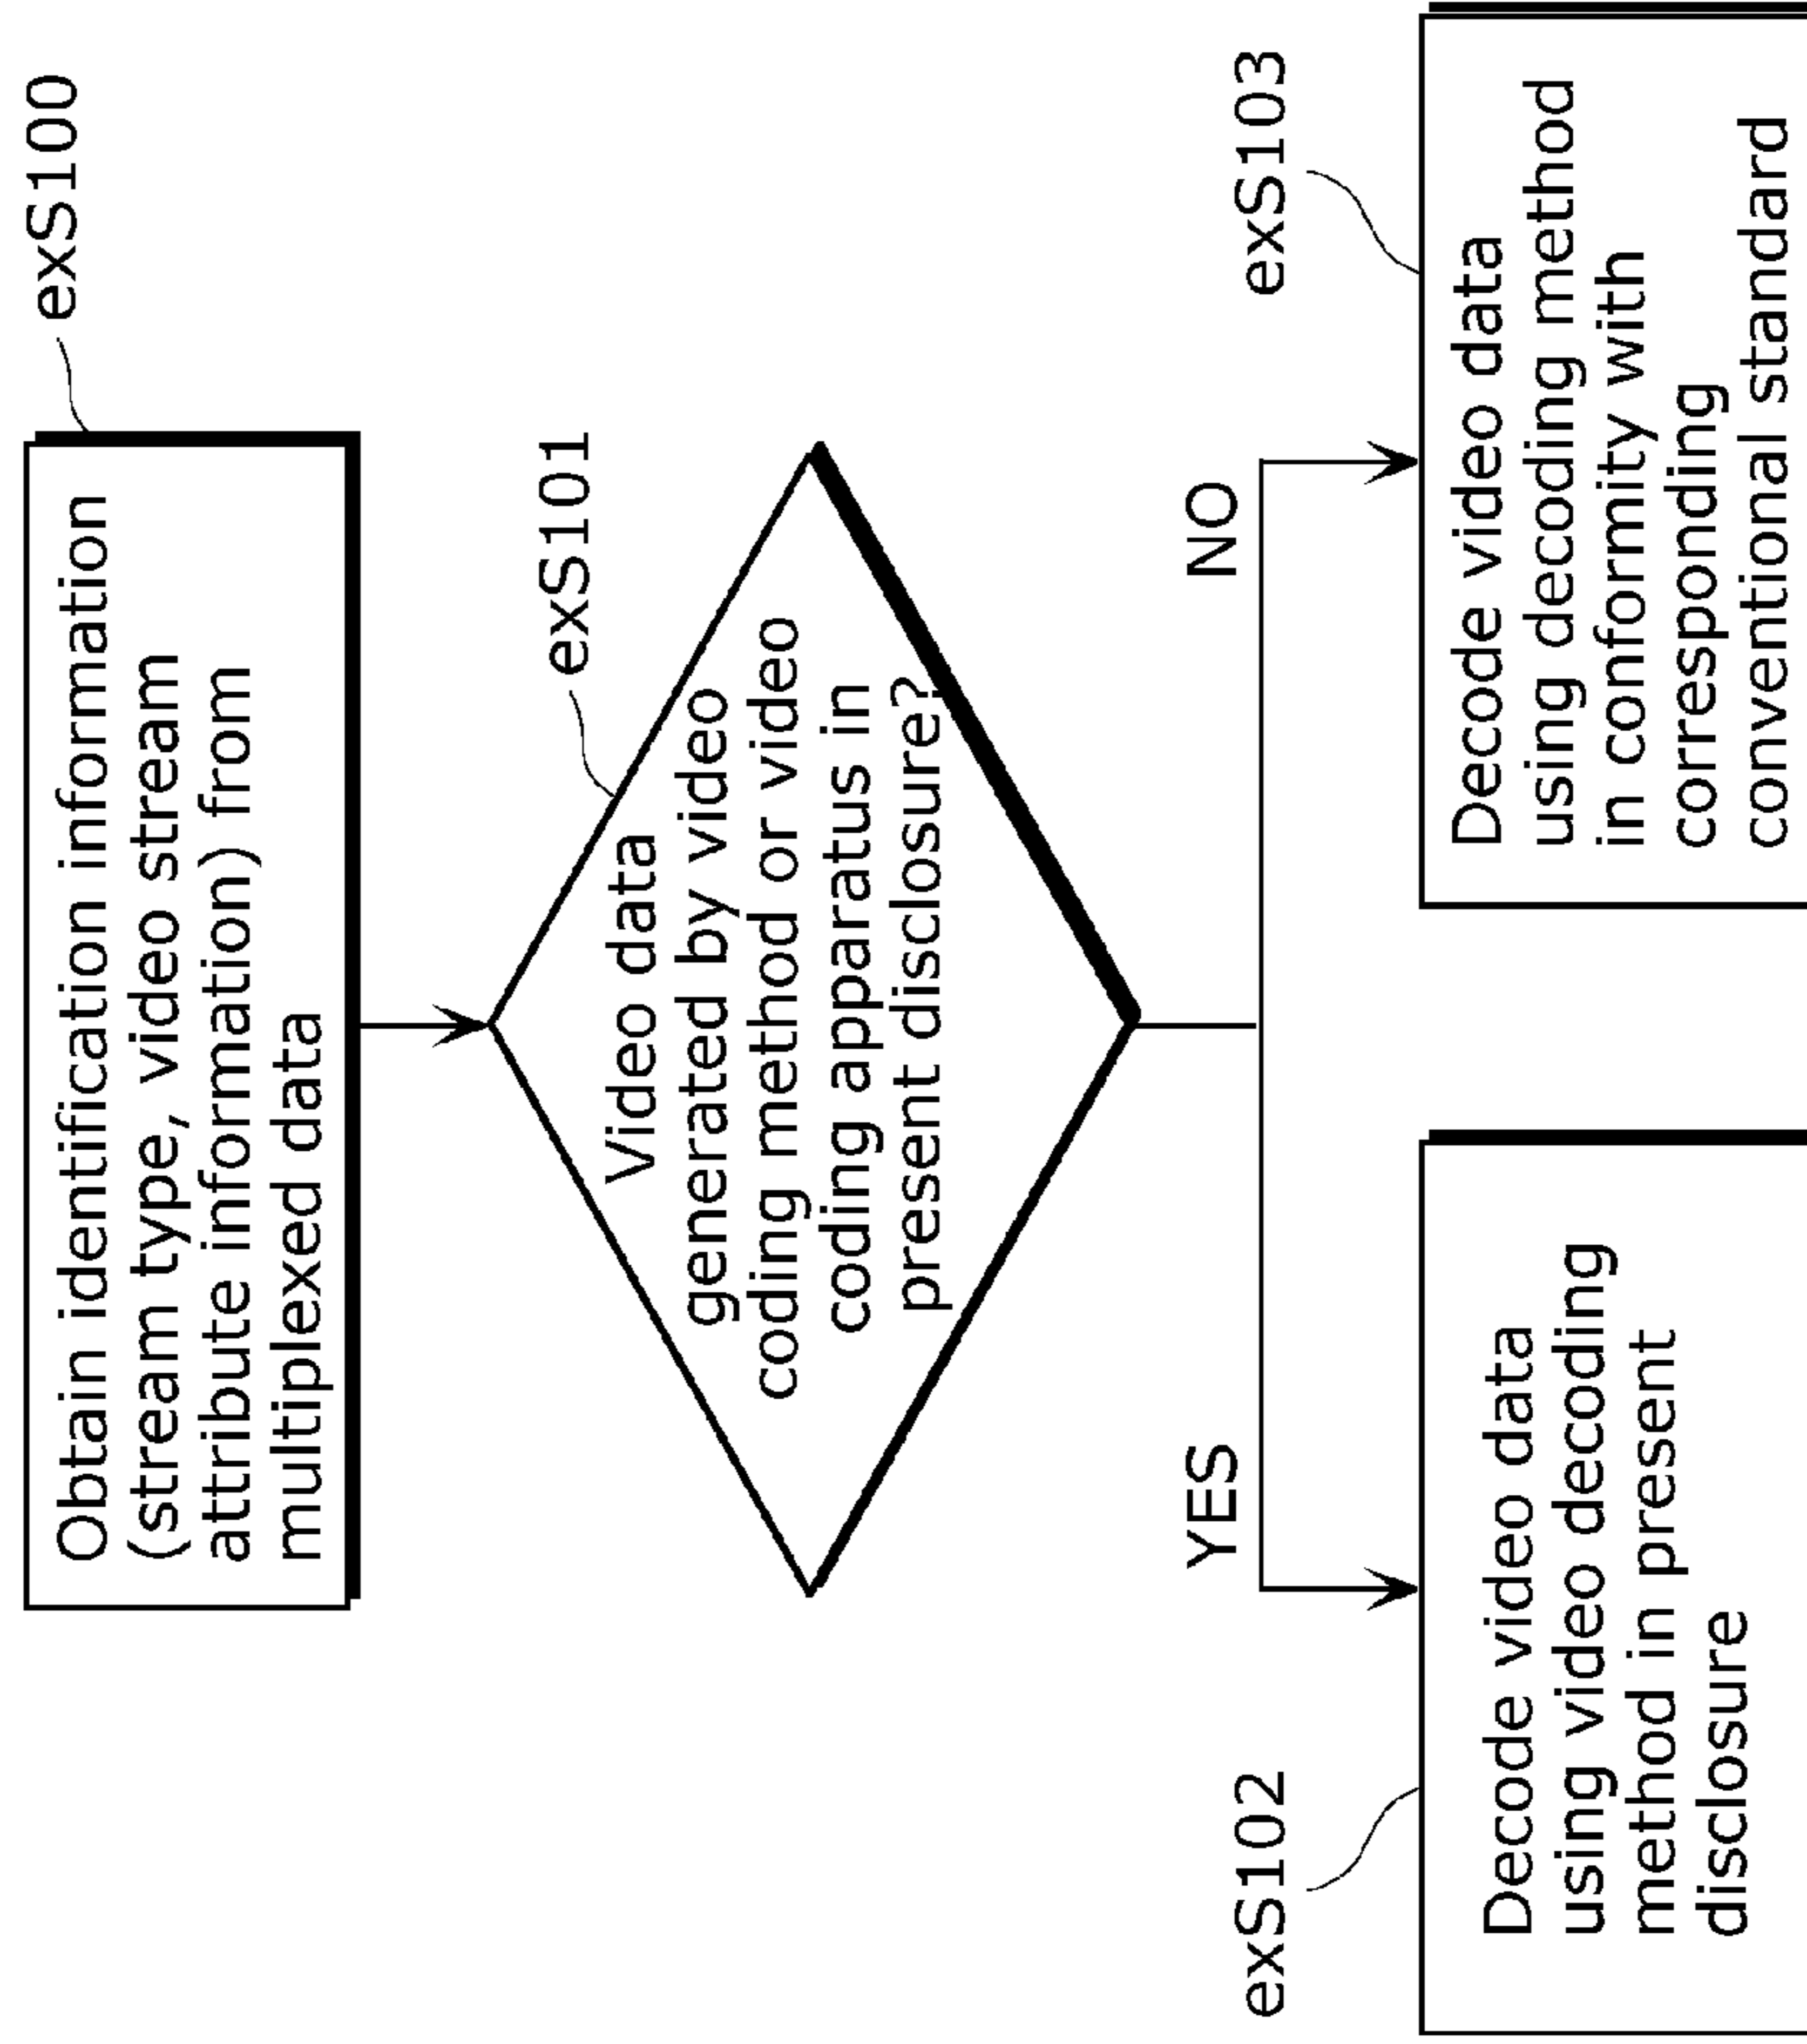 exS100
Obtain identification information
(stream type, video stream
attribute information) from
multiplexed data
exS101
Video data
generated by video
coding method or video
coding apparatus in
present disclosure?
YES
NO
exS102
exS103
Decode video data
using video decoding
method in present
disclosure
Decode video data
using decoding method
in conformity with
corresponding
conventional standard